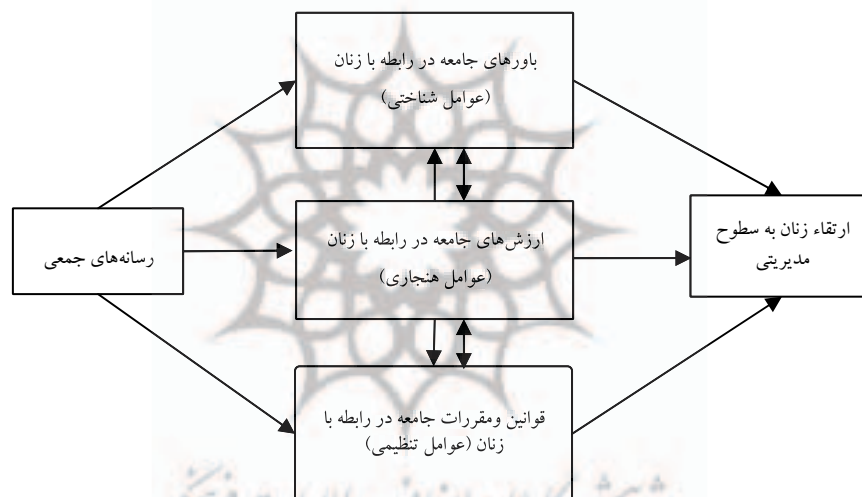 باورهای جامعه در رابطه با زنان
(عوامل شناختی)
رسانه‌های جمعی
ارزش‌های جامعه در رابطه با زنان
(عوامل هنجاری)
ارتقاء زنان به سطوح
مدیریتی
قوانین ومقررات جامعه در رابطه با
زنان (عوامل تنظیمی)